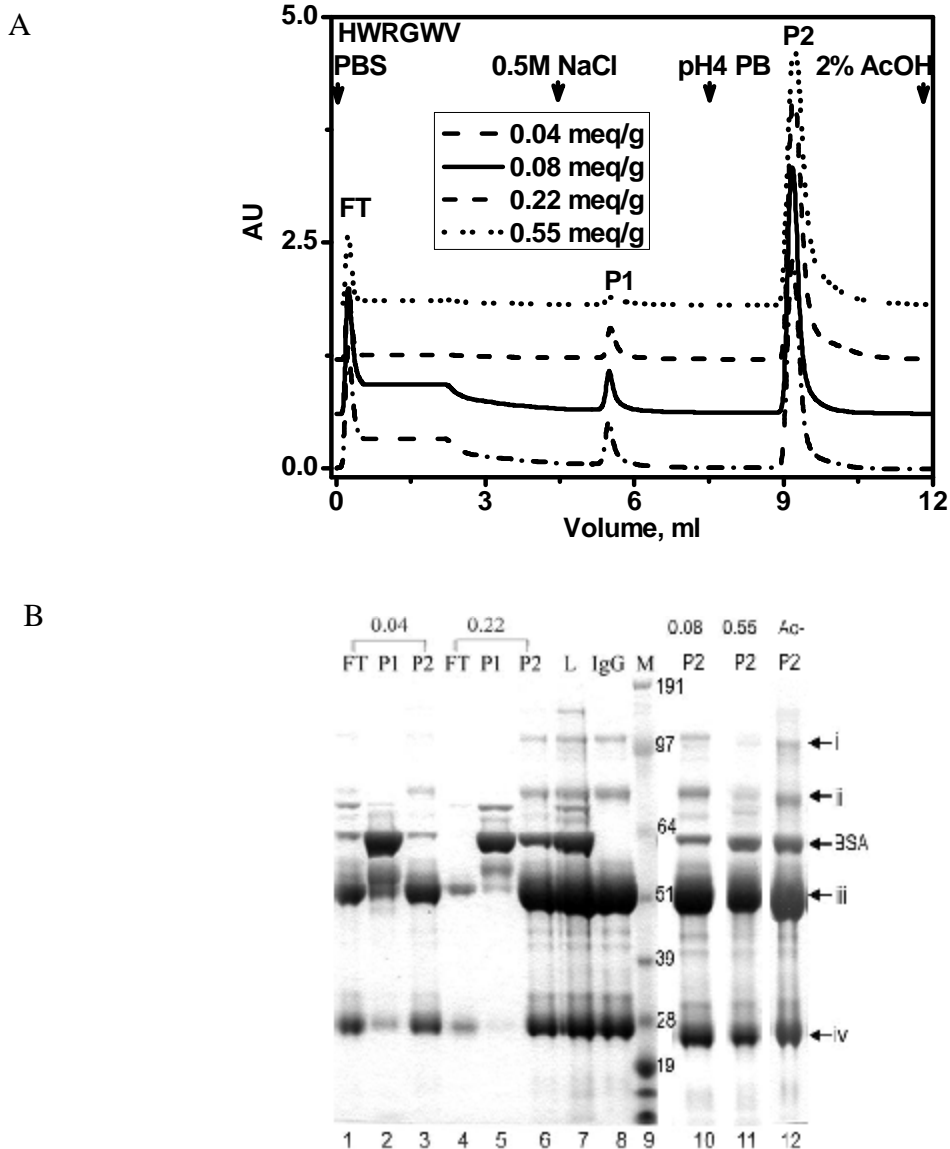 A
5.0
HWRGWV
P2
PBS
0.5M NaCl
pH4 PB
2% AcOH
0.04 meq/g
0.08 meq/g
0.22 meq/g
0.55 meq/g
FT
2.5
AU
P1
0.0
0 3 6 9 12
Volume, ml
B
0.04 0.22 0.08 0.55 Ac-
FT P1 P2 FT P1 P2 L IgG M P2 P2 P2
191
97 i
ii
64
BSA
51 iii
39
28
iv
19
1 2 3 4 5 6 7 8 9 10 11 12